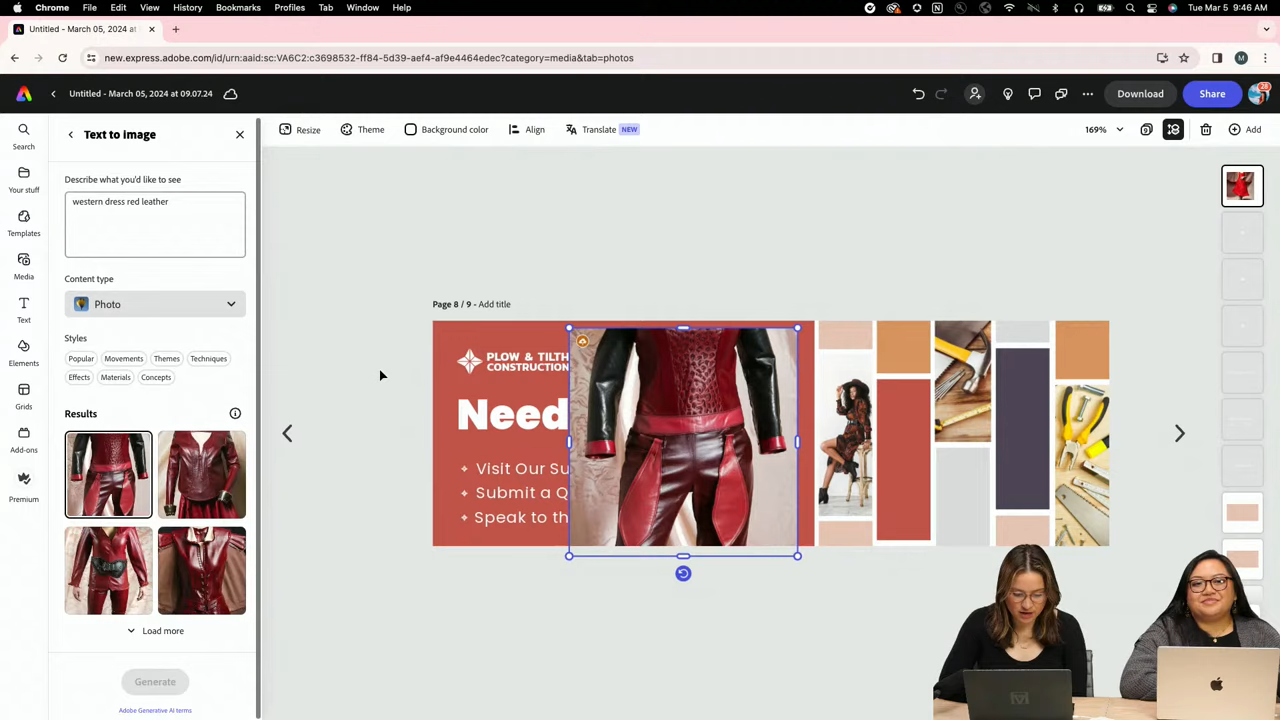 Chrome File Edit View History Bookmarks Profiles Tab Window Help Tue Mar 5 9:46 AM
Untitled - March 05, 2024 at
new.express.adobe.com/id/urn:aaid:sc:VA6C2:c3698532-ff84-5d39-aef4-af9e4464edec?category=media&tab=photos M
Untitled - March 05, 2024 at 09.07.24 Download Share 28
Search
Your stuff
Templates
Media
Text
Elements
Grids
Add-ons
Premium
Text to image
Resize Theme Background color Align Translate NEW 169% 9 Add
Describe what you'd like to see
western dress red leather
Content type
Photo
Styles
Popular Movements Themes Techniques
Effects Materials Concepts
Results
Load more
Generate
Adobe Generative AI terms
Page 8 / 9 - Add title
PLOW & TILTH
CONSTRUCTION
Need
Visit Our Su
Submit a Q
Speak to th